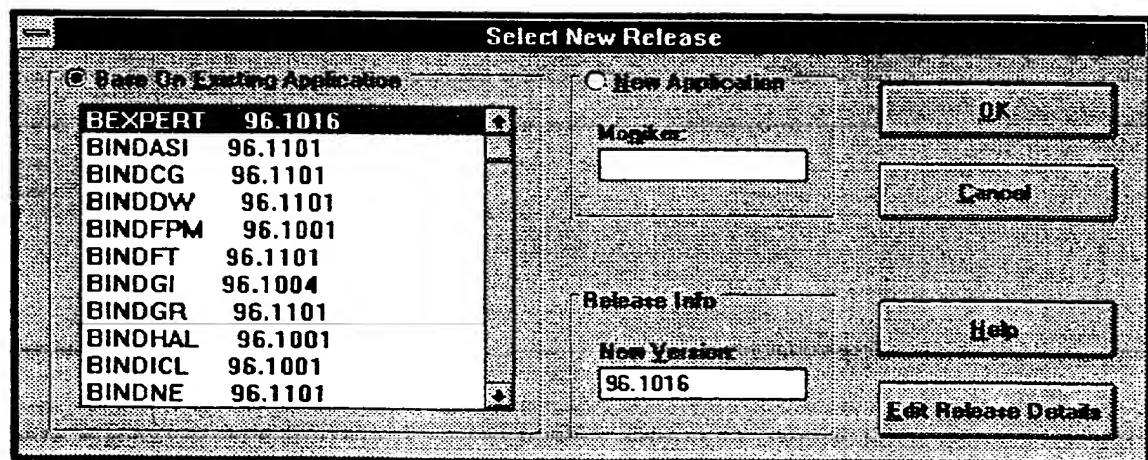 Select New Release
Base On Existing Application
BEXPERT 96.1016
BINDASI 96.1101
BINDCG 96.1101
BINDDW 96.1101
BINDFPM 96.1001
BINDFT 96.1101
BINDGI 96.1004
BINDGR 96.1101
BINDHAL 96.1001
BINDICL 96.1001
BINDNE 96.1101
New Application
Moniker:
Release Info
New Version:
96.1016
OK
Cancel
Help
Edit Release Details